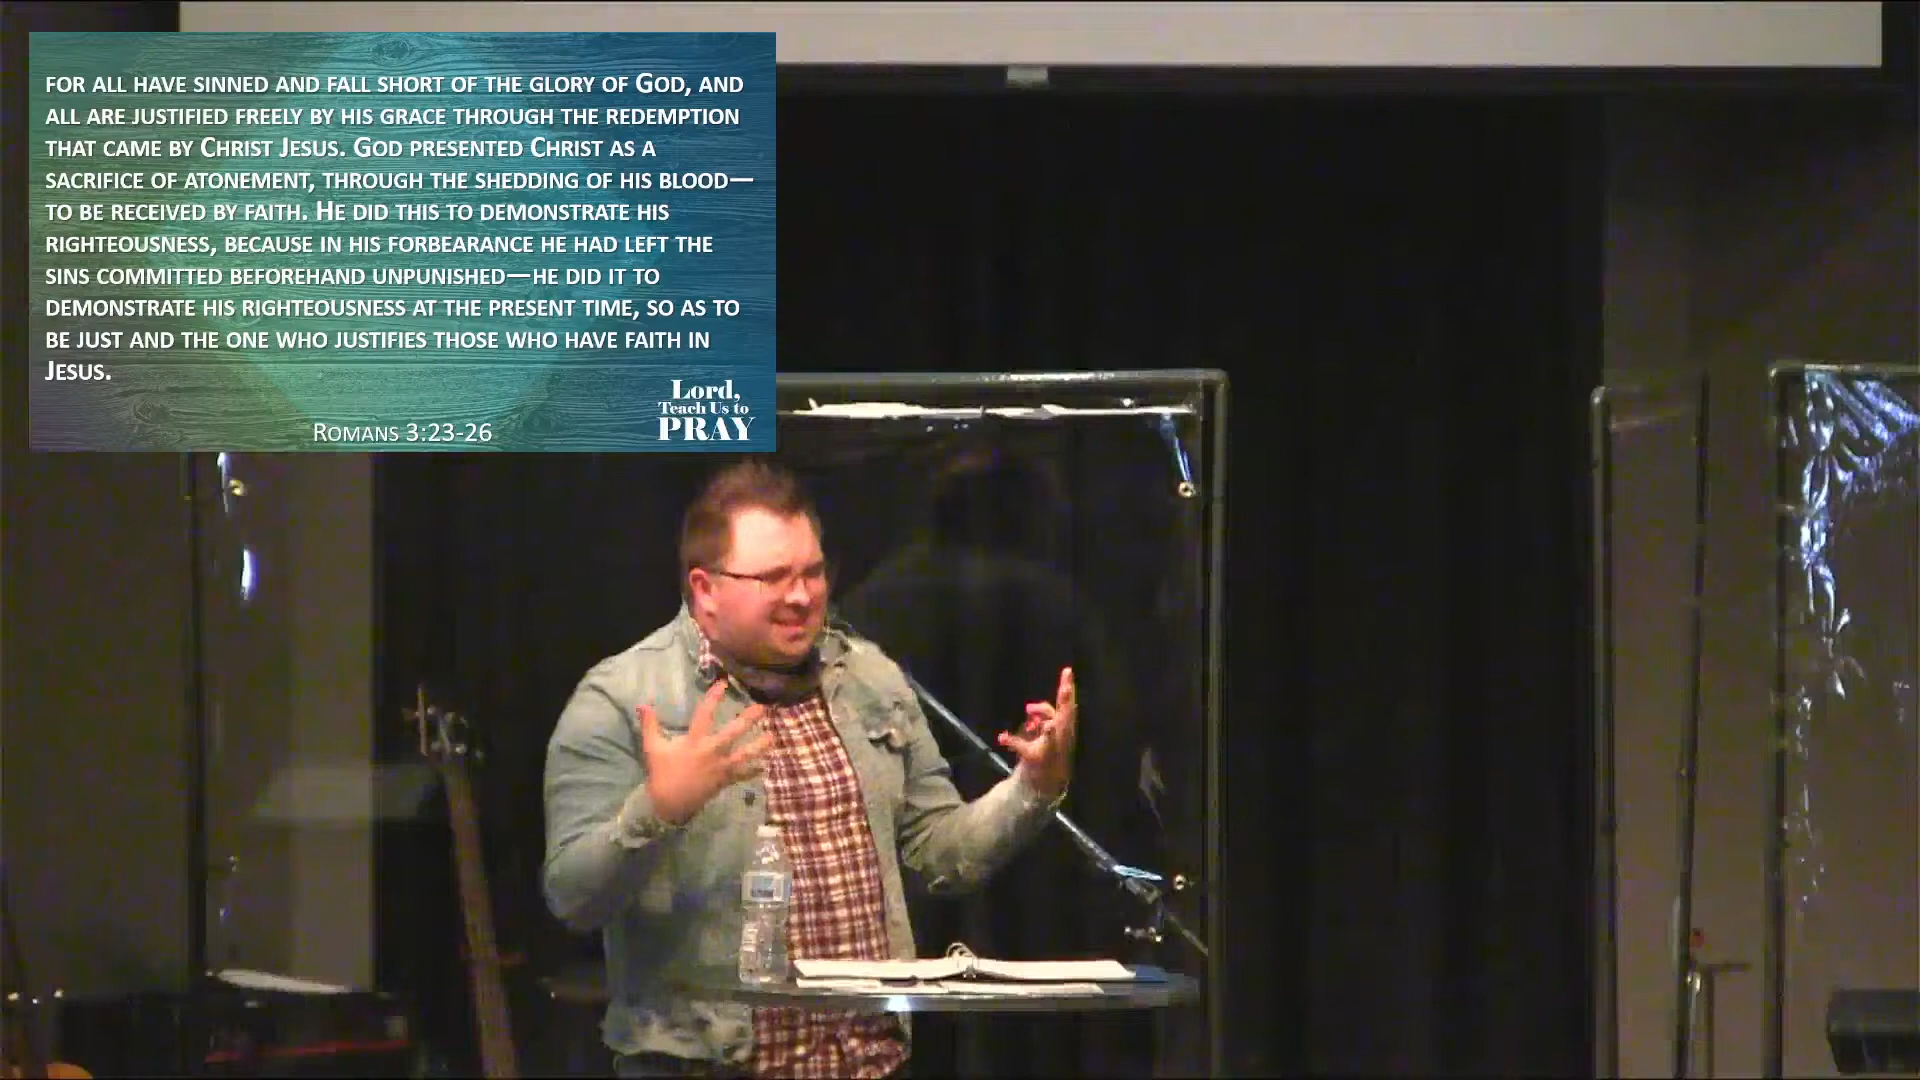 FOR ALL HAVE SINNED AND FALL SHORT OF THE GLORY OF GOD, AND
ALL ARE JUSTIFIED FREELY BY HIS GRACE THROUGH THE REDEMPTION
THAT CAME BY CHRIST JESUS. GOD PRESENTED CHRIST AS A
SACRIFICE OF ATONEMENT, THROUGH THE SHEDDING OF HIS BLOOD—
TO BE RECEIVED BY FAITH. HE DID THIS TO DEMONSTRATE HIS
RIGHTEOUSNESS, BECAUSE IN HIS FORBEARANCE HE HAD LEFT THE
SINS COMMITTED BEFOREHAND UNPUNISHED—HE DID IT TO
DEMONSTRATE HIS RIGHTEOUSNESS AT THE PRESENT TIME, SO AS TO
BE JUST AND THE ONE WHO JUSTIFIES THOSE WHO HAVE FAITH IN
JESUS.
ROMANS 3:23-26
Lord,
Teach Us to
PRAY